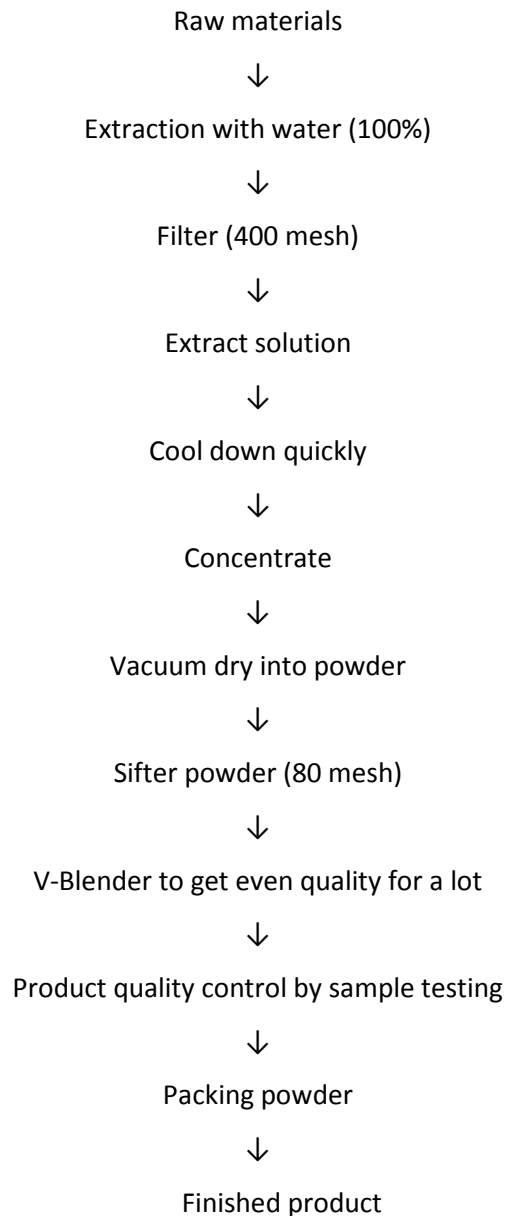 Raw materials
↓
Extraction with water (100%)
↓
Filter (400 mesh)
↓
Extract solution
↓
Cool down quickly
↓
Concentrate
↓
Vacuum dry into powder
↓
Sifter powder (80 mesh)
↓
V-Blender to get even quality for a lot
↓
Product quality control by sample testing
↓
Packing powder
↓
Finished product